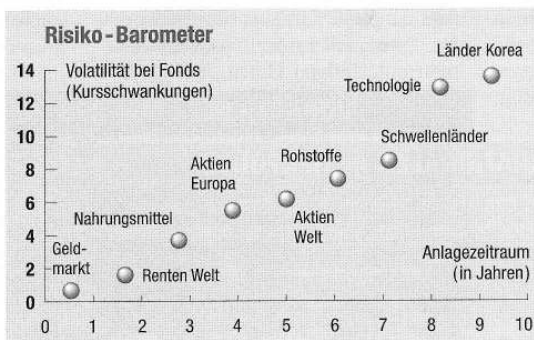 Risiko-Barometer
Volatilität bei Fonds
(Kursschwankungen)
Länder Korea
Technologie
Schwellenländer
Rohstoffe
Aktien
Europa
Aktien
Welt
Nahrungsmittel
Geld-
markt
Renten Welt
Anlagezeitraum
(in Jahren)
14
12
10
8
6
4
2
0
0 1 2 3 4 5 6 7 8 9 10